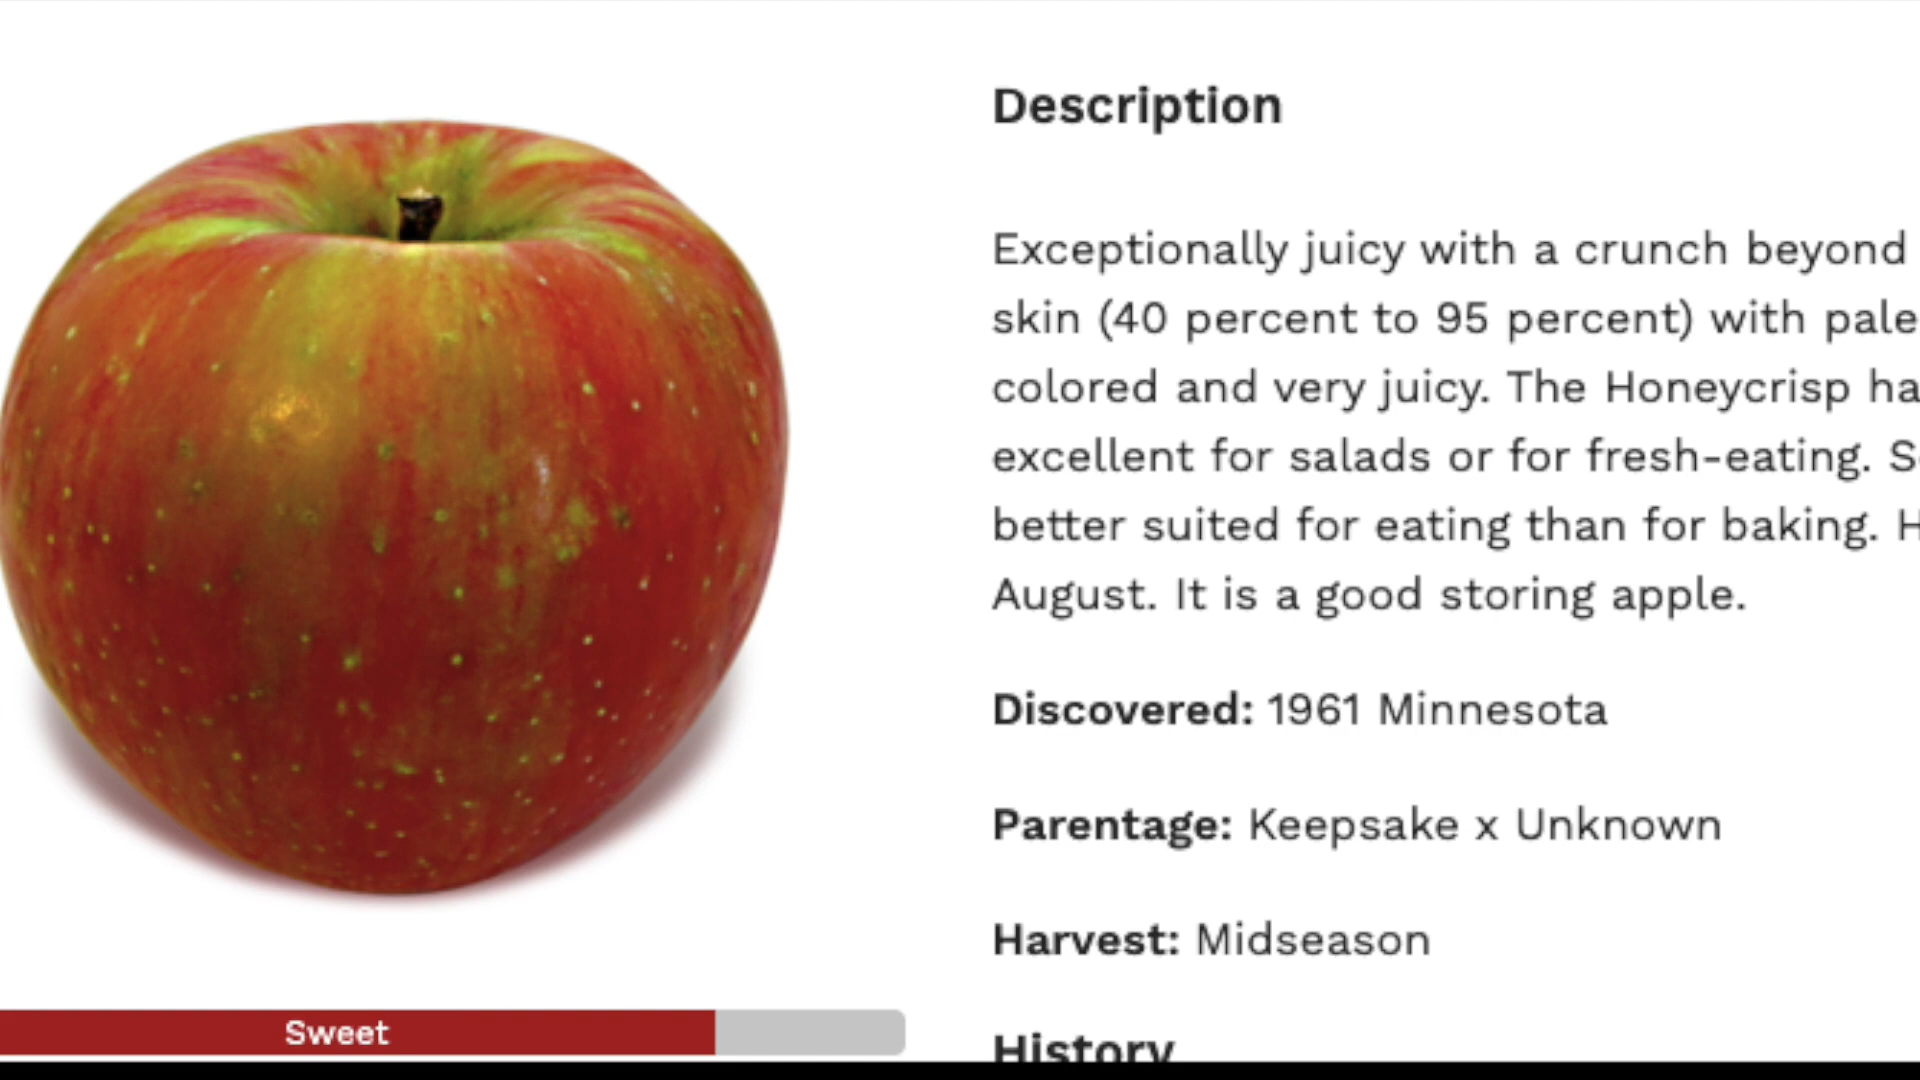 Description
Exceptionally juicy with a crunch beyond
skin (40 percent to 95 percent) with pale
colored and very juicy. The Honeycrisp ha
excellent for salads or for fresh-eating. S
better suited for eating than for baking. H
August. It is a good storing apple.
Discovered: 1961 Minnesota
Parentage: Keepsake x Unknown
Harvest: Midseason
Sweet
History